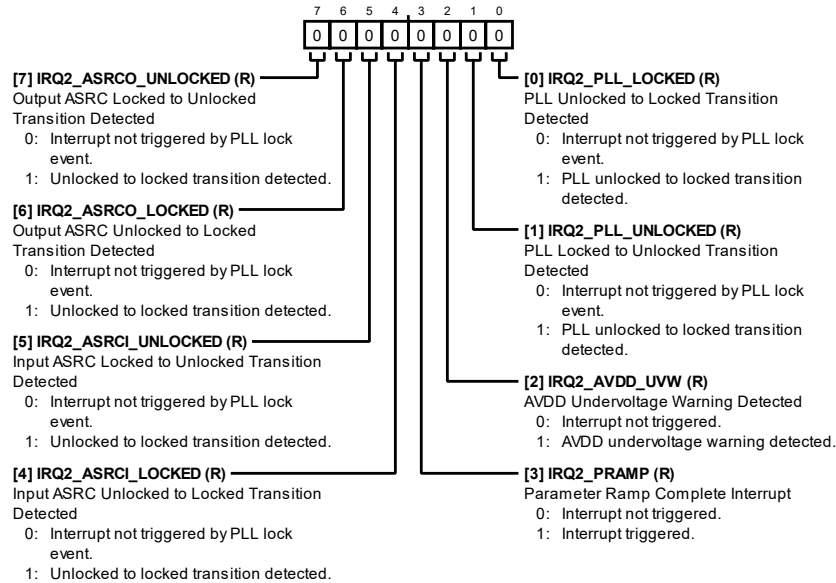 7 6 5 4 3 2 1 0
0 0 0 0 0 0 0 0
[7] IRQ2_ASRCO_UNLOCKED (R)
Output ASRC Locked to Unlocked
Transition Detected
0: Interrupt not triggered by PLL lock
event.
1: Unlocked to locked transition detected.
[6] IRQ2_ASRCO_LOCKED (R)
Output ASRC Unlocked to Locked
Transition Detected
0: Interrupt not triggered by PLL lock
event.
1: Unlocked to locked transition detected.
[5] IRQ2_ASRCI_UNLOCKED (R)
Input ASRC Locked to Unlocked Transition
Detected
0: Interrupt not triggered by PLL lock
event.
1: Unlocked to locked transition detected.
[4] IRQ2_ASRCI_LOCKED (R)
Input ASRC Unlocked to Locked Transition
Detected
0: Interrupt not triggered by PLL lock
event.
1: Unlocked to locked transition detected.
[0] IRQ2_PLL_LOCKED (R)
PLL Unlocked to Locked Transition
Detected
0: Interrupt not triggered by PLL lock
event.
1: PLL unlocked to locked transition
detected.
[1] IRQ2_PLL_UNLOCKED (R)
PLL Locked to Unlocked Transition
Detected
0: Interrupt not triggered by PLL lock
event.
1: PLL unlocked to locked transition
detected.
[2] IRQ2_AVDD_UVW (R)
AVDD Undervoltage Warning Detected
0: Interrupt not triggered.
1: AVDD undervoltage warning detected.
[3] IRQ2_PRAMP (R)
Parameter Ramp Complete Interrupt
0: Interrupt not triggered.
1: Interrupt triggered.